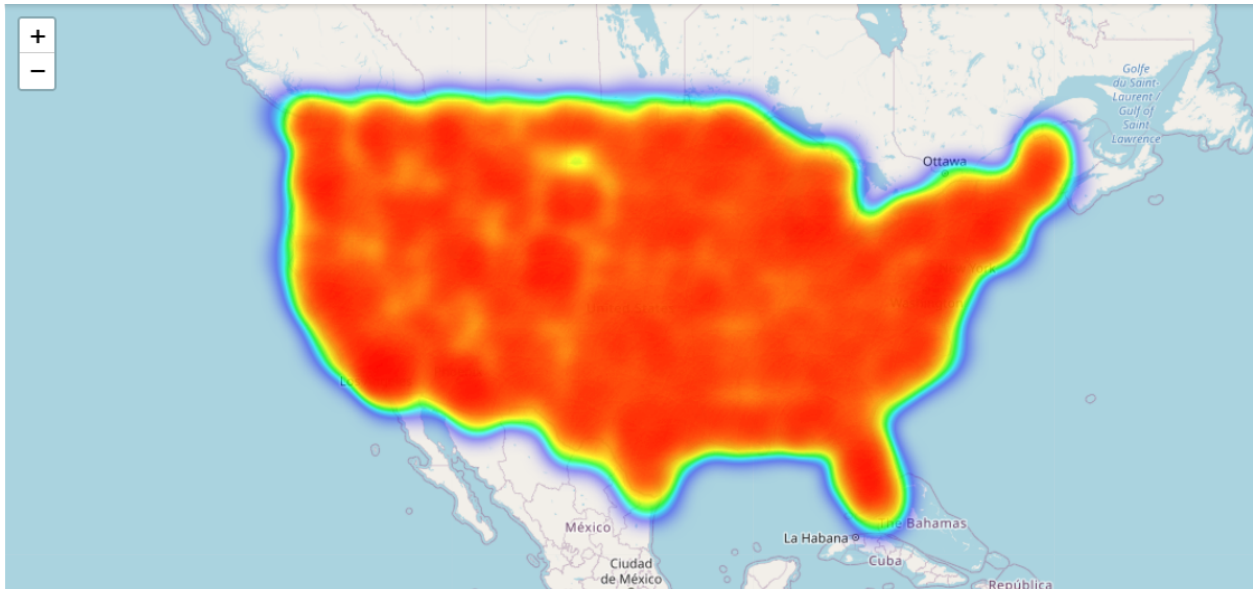 +
−
Golfe
du Saint-
Laurent /
Gulf of
Saint
Lawrence
Ottawa
México
Ciudad
de México
La Habana
The Bahamas
Cuba
República